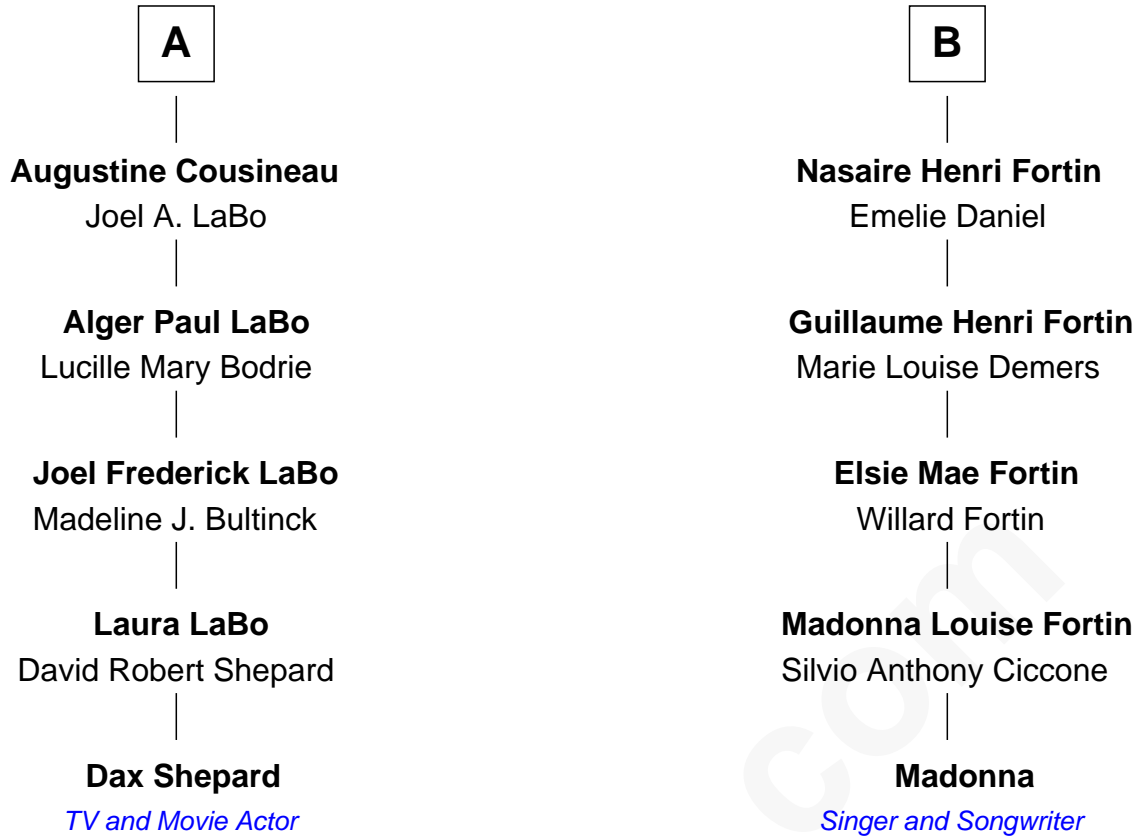 A
Augustine Cousineau
Joel A. LaBo
Alger Paul LaBo
Lucille Mary Bodrie
Joel Frederick LaBo
Madeline J. Bultinck
Laura LaBo
David Robert Shepard
Dax Shepard
TV and Movie Actor
B
Nasaire Henri Fortin
Emelie Daniel
Guillaume Henri Fortin
Marie Louise Demers
Elsie Mae Fortin
Willard Fortin
Madonna Louise Fortin
Silvio Anthony Ciccone
Madonna
Singer and Songwriter
com